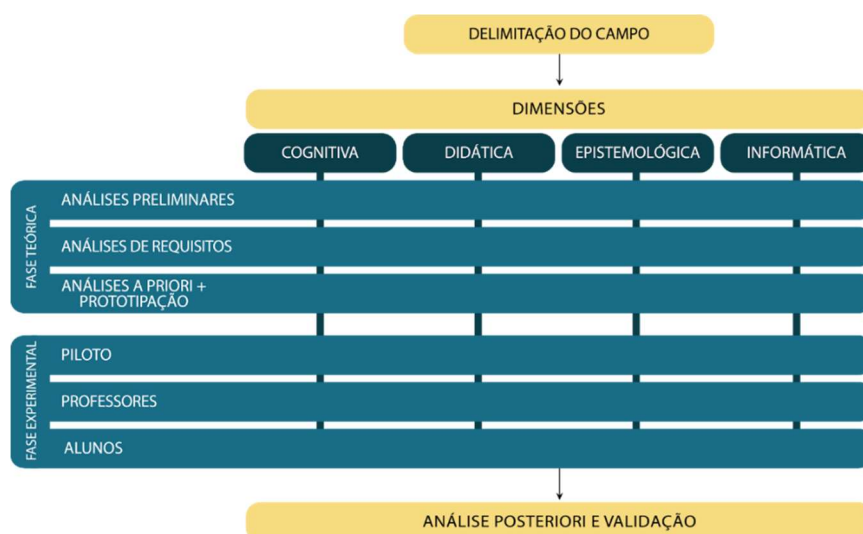 DELIMITAÇÃO DO CAMPO
DIMENSÕES
COGNITIVA
DIDÁTICA
EPISTEMOLÓGICA
INFORMÁTICA
FASE TEÓRICA
ANÁLISES PRELIMINARES
ANÁLISES DE REQUISITOS
ANÁLISES A PRIORI +
PROTOTIPAÇÃO
FASE EXPERIMENTAL
PILOTO
PROFESSORES
ALUNOS
ANÁLISE POSTERIORI E VALIDAÇÃO